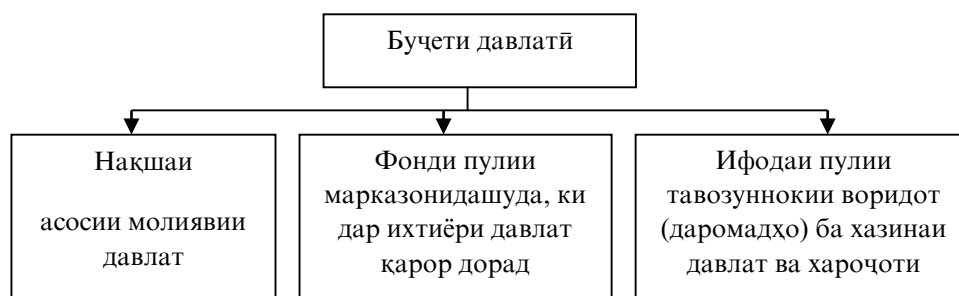 Буҷети давлатӣ
Нақшаи
асосии молиявии
давлат
Фонди пулии
марказонидашуда, ки
дар ихтиёри давлат
қарор дорад
Ифодаи пулии
тавозуннокии воридот
(даромадҳо) ба хазинаи
давлат ва хароҷоти